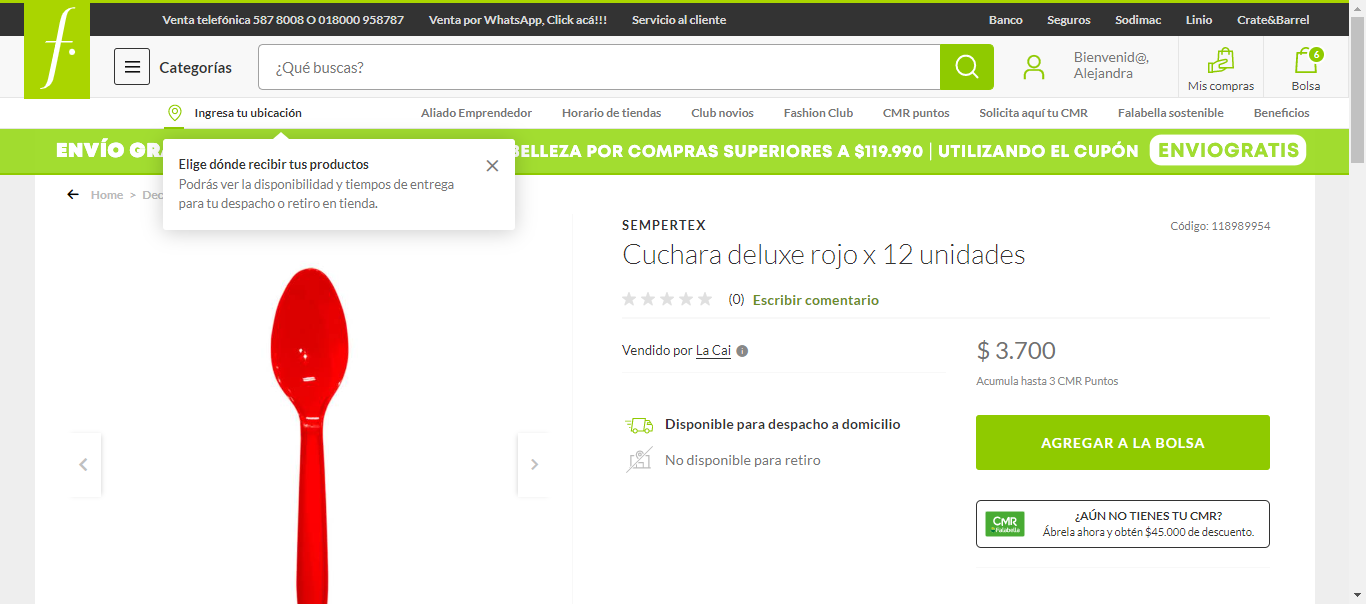 Venta telefónica 587 8008 O 018000 958787 Venta por WhatsApp, Click acá!!! Servicio al cliente Banco Seguros Sodimac Linio Crate&Barrel
f.
Categorías
¿Qué buscas?
Bienvenid@,
Alejandra
Mis compras
6
Bolsa
Ingresa tu ubicación Aliado Emprendedor Horario de tiendas Club novios Fashion Club CMR puntos Solicita aquí tu CMR Falabella sostenible Beneficios
ENVÍO GRA BELLEZA POR COMPRAS SUPERIORES A $119.990 | UTILIZANDO EL CUPÓN ENVIOGRATIS
Elige dónde recibir tus productos
Podrás ver la disponibilidad y tiempos de entrega
para tu despacho o retiro en tienda.
Home > Dec
SEMPERTEX
Código: 118989954
Cuchara deluxe rojo x 12 unidades
(0) Escribir comentario
Vendido por La Cai
$ 3.700
Acumula hasta 3 CMR Puntos
Disponible para despacho a domicilio
No disponible para retiro
AGREGAR A LA BOLSA
CMR
Falabella
¿AÚN NO TIENES TU CMR?
Ábrela ahora y obtén $45.000 de descuento.